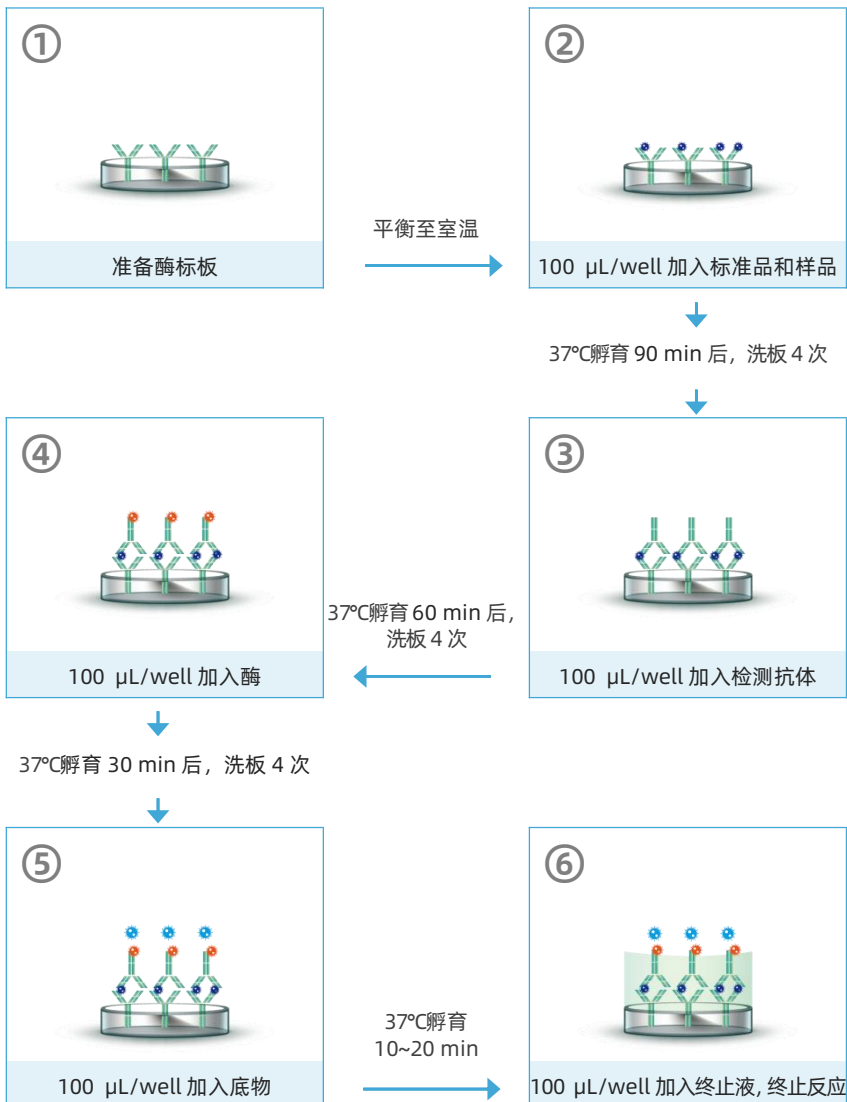 ①
准备酶标板
平衡至室温
②
100 μL/well 加入标准品和样品
37℃孵育 90 min 后，洗板 4 次
③
100 μL/well 加入检测抗体
37℃孵育 60 min 后，
洗板 4 次
④
100 μL/well 加入酶
37℃孵育 30 min 后，洗板 4 次
⑤
100 μL/well 加入底物
37℃孵育
10~20 min
⑥
100 μL/well 加入终止液, 终止反应